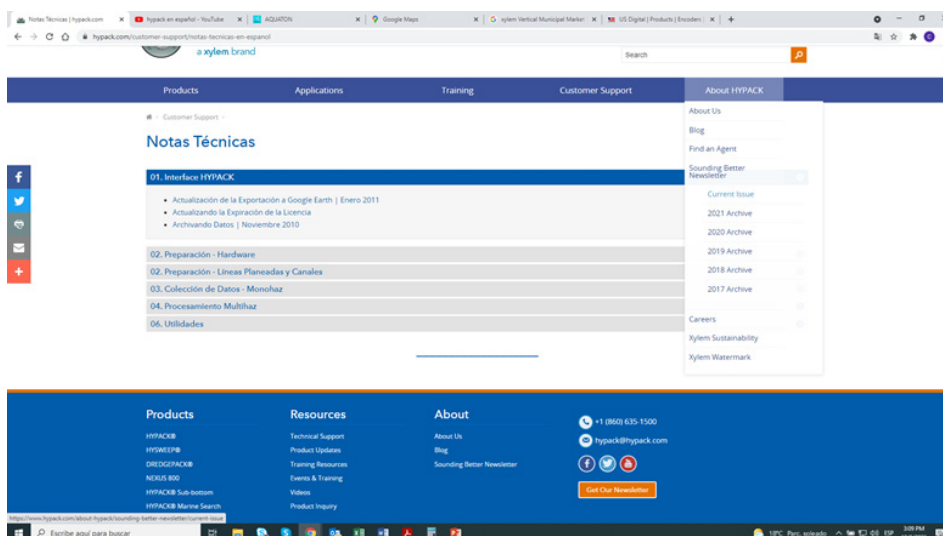 Notas Técnicas | hypack.com
hypack en español - YouTube
AQUATON
Google Maps
xylem Vertical Municipal Market
US Digital | Products | Encoders |
hypack.com/customer-support/notas-tecnicas-en-espanol
a xylem brand
Search
Products
Applications
Training
Customer Support
About HYPACK
Customer Support
Notas Técnicas
01. Interface HYPACK
Actualización de la Exportación a Google Earth | Enero 2011
Actualizando la Expiración de la Licencia
Archivando Datos | Noviembre 2010
02. Preparación - Hardware
02. Preparación - Líneas Planeadas y Canales
03. Colección de Datos - Monohaz
04. Procesamiento Multihaz
06. Utilidades
About Us
Blog
Find an Agent
Sounding Better
Newsletter
Current Issue
2021 Archive
2020 Archive
2019 Archive
2018 Archive
2017 Archive
Careers
Xylem Sustainability
Xylem Watermark
Products
HYPACK®
HYSWEEP®
DREDGEPACK®
NEXUS 800
HYPACK® Sub-bottom
HYPACK® Marine Search
Resources
Technical Support
Product Updates
Training Resources
Events & Training
Videos
Product Inquiry
About
About Us
Blog
Sounding Better Newsletter
+1 (860) 635-1500
hypack@hypack.com
Get Our Newsletter
https://www.hypack.com/about-hypack/sounding-better-newsletter/current-issue
Escribe aquí para buscar
18ºC Parc. soleado
ESP
3:09 PM